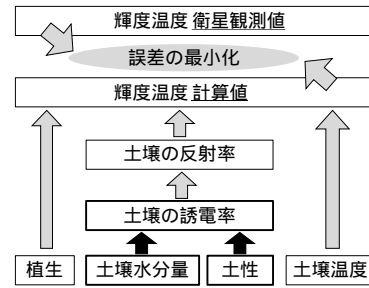 輝度温度 衛星観測値
誤差の最小化
輝度温度 計算値
土壌の反射率
土壌の誘電率
植生 土壌水分量 土性 土壌温度